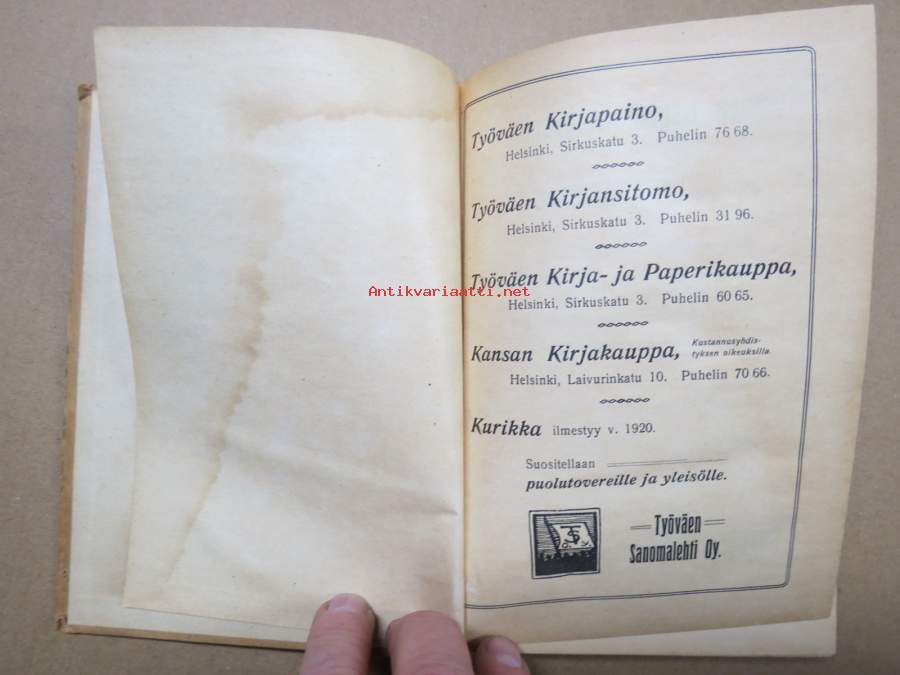 Työväen Kirjapaino,
Helsinki, Sirkuskatu 3. Puhelin 76 68.
Työväen Kirjansitomo,
Helsinki, Sirkuskatu 3. Puhelin 31 96.
Työväen Kirja- ja Paperikauppa,
Antikvariaatti.net
Helsinki, Sirkuskatu 3. Puhelin 60 65.
Kansan Kirjakauppa, Kustannusyhdis-
tyksen oikeuksilla.
Helsinki, Laivurinkatu 10. Puhelin 70 66.
Kurikka ilmestyy v. 1920.
Suositellaan
puolutovereille ja yleisölle.
Työväen
Sanomalehti Oy.